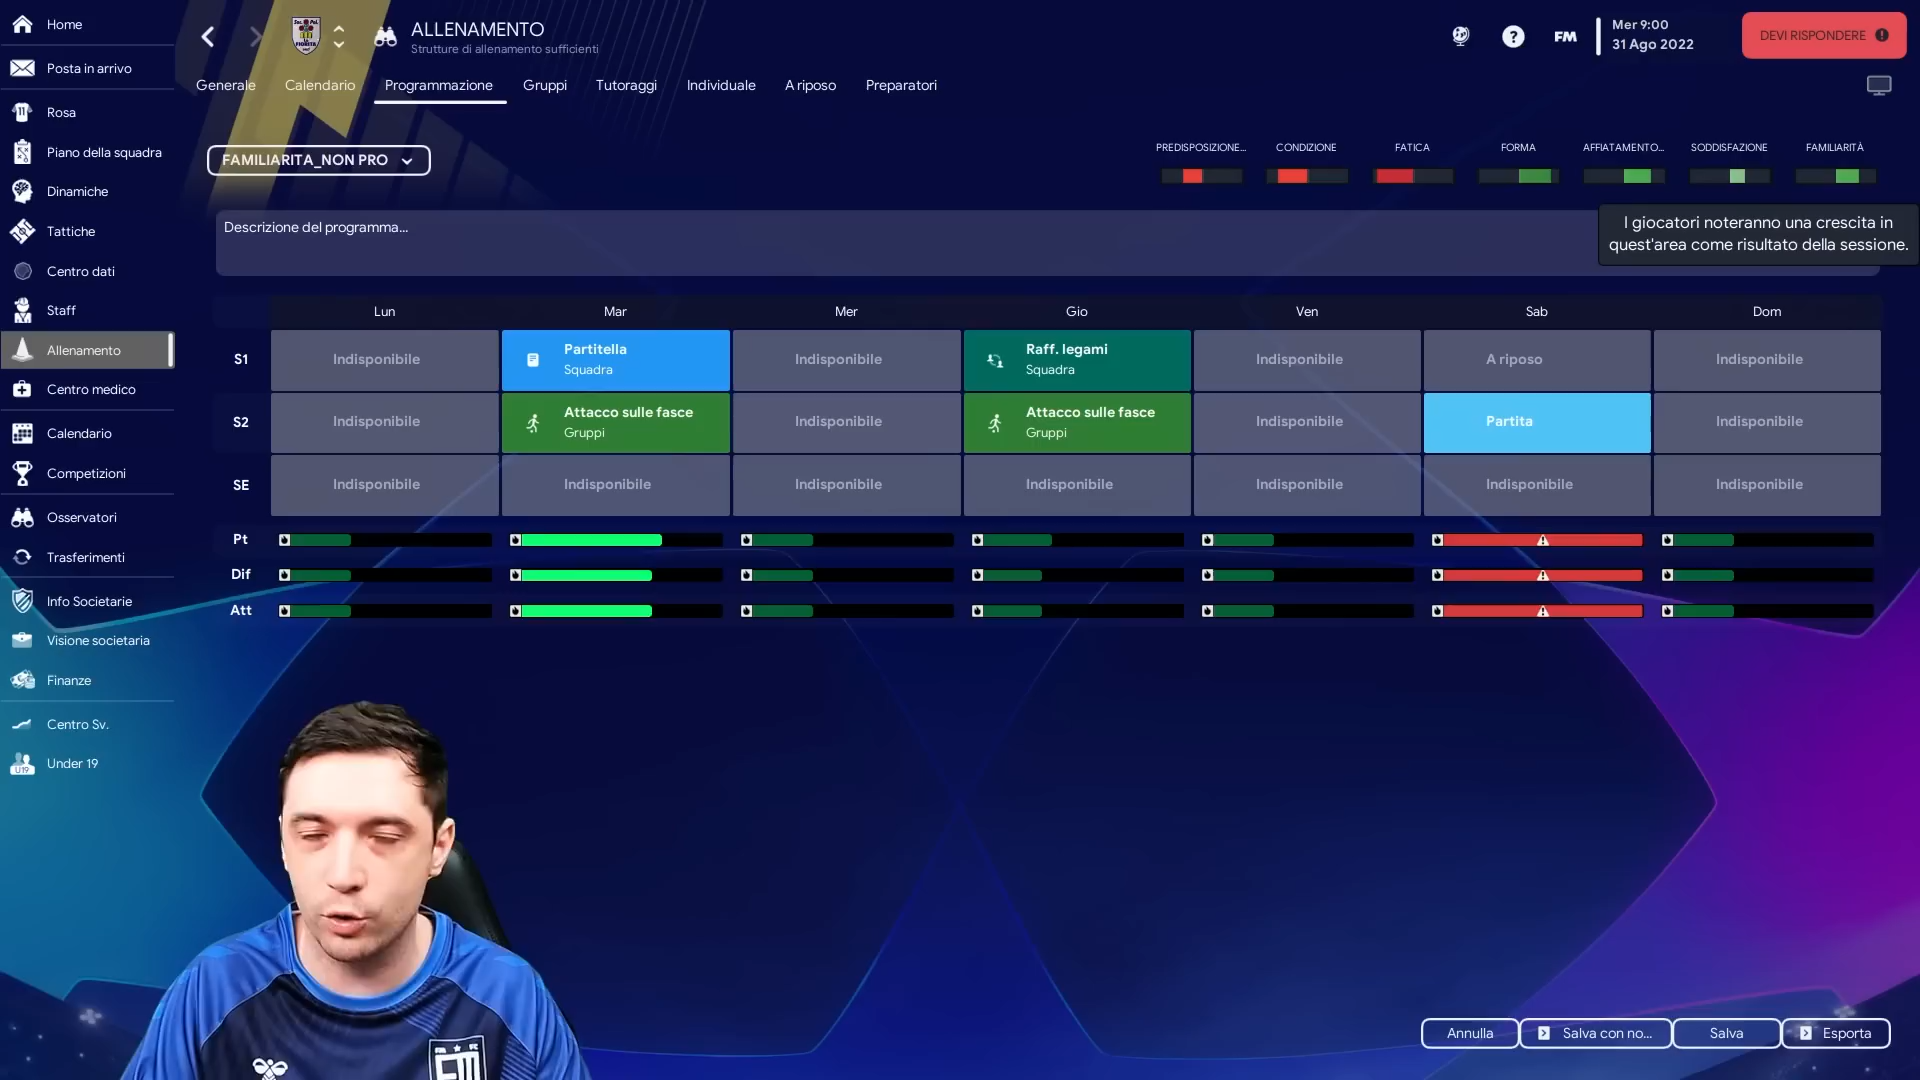 Home
Posta in arrivo
Rosa
Piano della squadra
Dinamiche
Tattiche
Centro dati
Staff
Allenamento
Centro medico
Calendario
Competizioni
Osservatori
Trasferimenti
Info Societarie
Visione societaria
Finanze
Centro Sv.
Under 19
ALLENAMENTO
Strutture di allenamento sufficienti
FM
Mer 9:00
31 Ago 2022
DEVI RISPONDERE
Generale Calendario Programmazione Gruppi Tutoraggi Individuale A riposo Preparatori
FAMILIARITA_NON PRO
PREDISPOSIZIONE... CONDIZIONE FATICA FORMA AFFIATAMENTO... SODDISFAZIONE FAMILIARITÀ
Descrizione del programma...
I giocatori noteranno una crescita in
quest'area come risultato della sessione.
Lun Mar Mer Gio Ven Sab Dom
S1 Indisponibile Partitella Squadra Indisponibile Raff. legami Squadra Indisponibile A riposo Indisponibile
S2 Indisponibile Attacco sulle fasce Gruppi Indisponibile Attacco sulle fasce Gruppi Indisponibile Partita Indisponibile
SE Indisponibile Indisponibile Indisponibile Indisponibile Indisponibile Indisponibile Indisponibile
Pt
Dif
Att
Annulla Salva con no... Salva Esporta